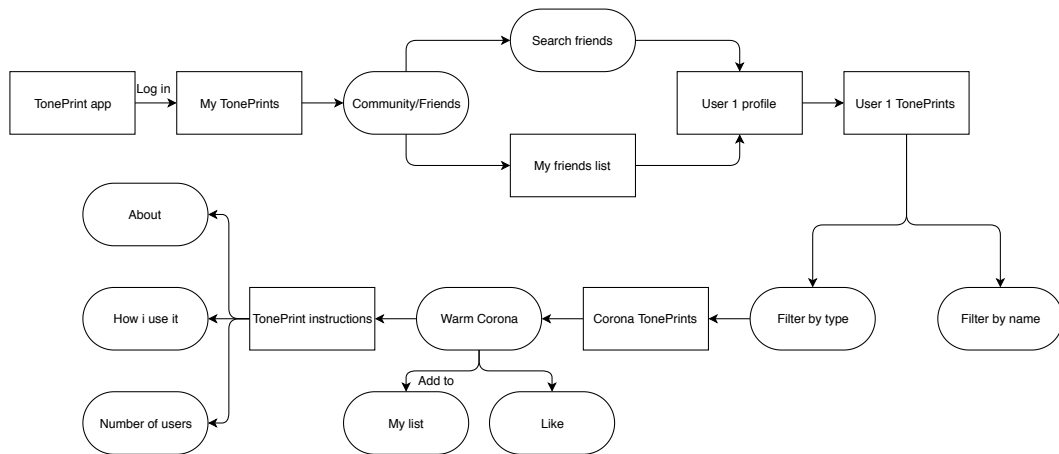 Search friends
Log in
TonePrint app
My TonePrints
Community/Friends
User 1 profile
User 1 TonePrints
My friends list
About
How i use it
TonePrint instructions
Warm Corona
Corona TonePrints
Filter by type
Filter by name
Add to
Number of users
My list
Like